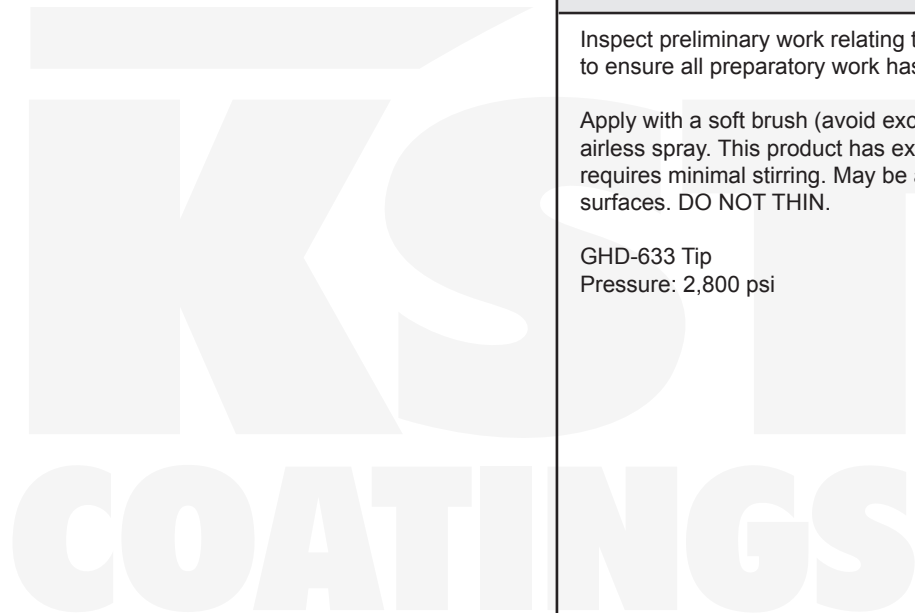 KST
COATINGS
Inspect preliminary work relating
to ensure all preparatory work has
Apply with a soft brush (avoid
airless spray. This product has
requires minimal stirring. May be
surfaces. DO NOT THIN.
GHD-633 Tip
Pressure: 2,800 psi